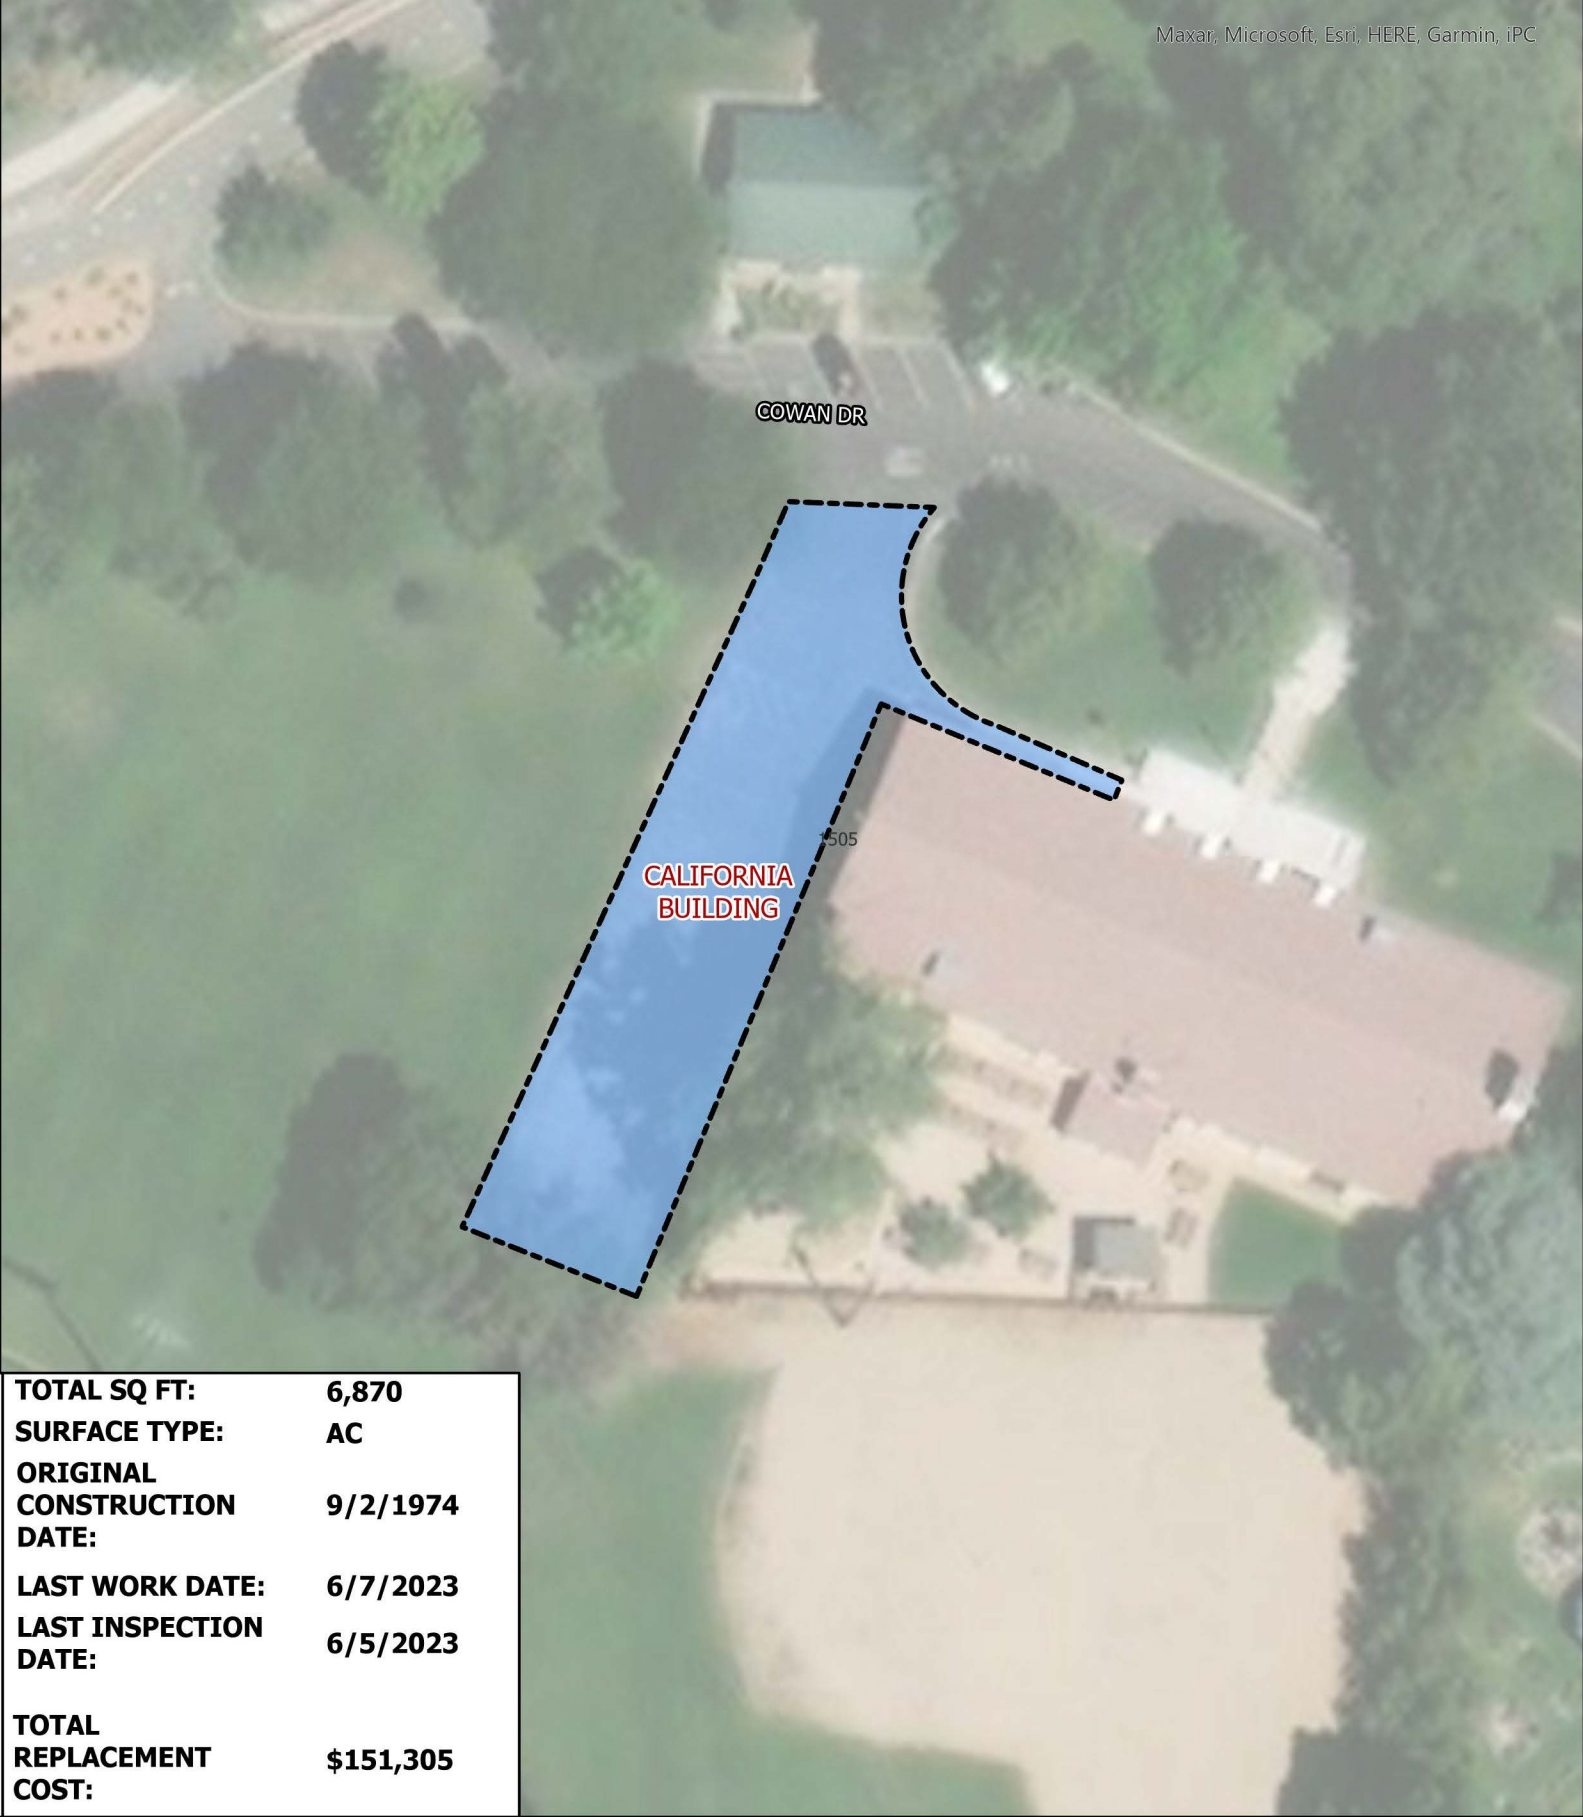 Maxar, Microsoft, Esri, HERE, Garmin, iPC
COWAN DR
1505
CALIFORNIA
BUILDING
TOTAL SQ FT: 6,870
SURFACE TYPE: AC
ORIGINAL
CONSTRUCTION 9/2/1974
DATE:
LAST WORK DATE: 6/7/2023
LAST INSPECTION
DATE: 6/5/2023
TOTAL
REPLACEMENT $151,305
COST: